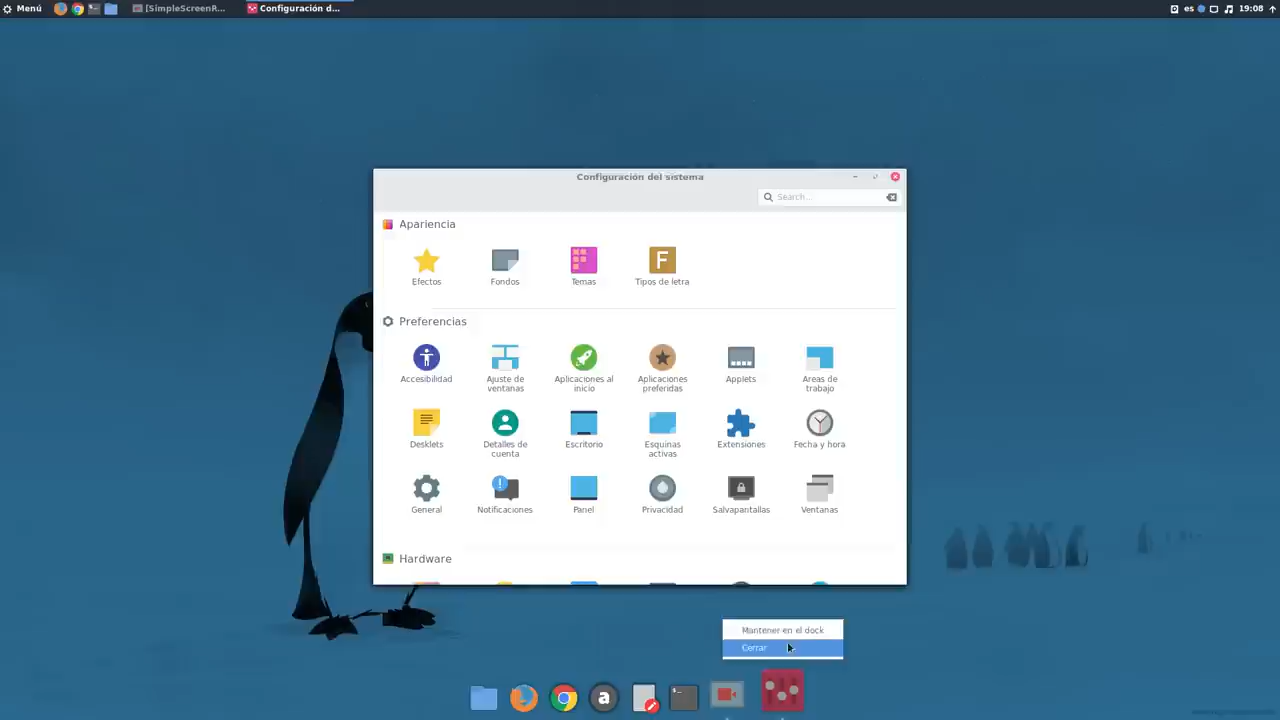 Menú
[SimpleScreenR...
Configuración d...
es
19:08
Configuración del sistema
Search...
Apariencia
Efectos
Fondos
Temas
F
Tipos de letra
Preferencias
Accesibilidad
Ajuste de
ventanas
Aplicaciones al
inicio
Aplicaciones
preferidas
Applets
Áreas de
trabajo
Desklets
Detalles de
cuenta
Escritorio
Esquinas
activas
Extensiones
Fecha y hora
General
Notificaciones
Panel
Privacidad
Salvapantallas
Ventanas
Hardware
Mantener en el dock
Cerrar
a